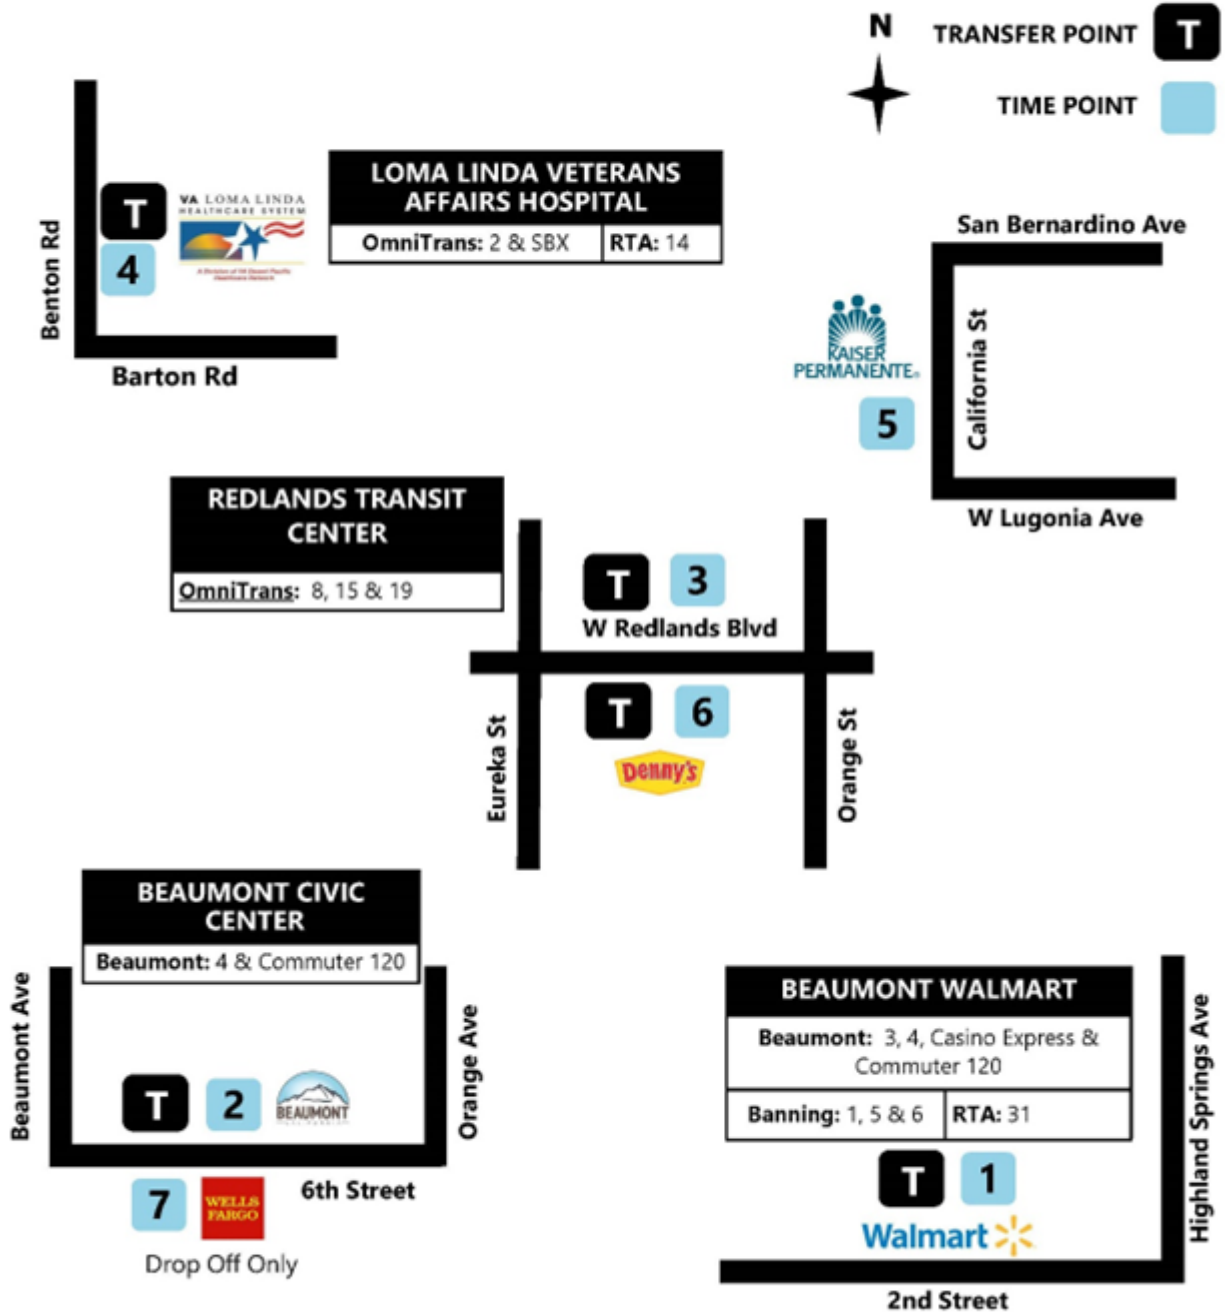 N
TRANSFER POINT T
TIME POINT
LOMA LINDA VETERANS
AFFAIRS HOSPITAL
OmniTrans: 2 & SBX
RTA: 14
T
VA LOMA LINDA
HEALTHCARE SYSTEM
4
Benton Rd
Barton Rd
San Bernardino Ave
KAISER
PERMANENTE®
5
California St
W Lugonia Ave
REDLANDS TRANSIT
CENTER
OmniTrans: 8, 15 & 19
T 3
W Redlands Blvd
T 6
Denny's
Eureka St
Orange St
BEAUMONT CIVIC
CENTER
Beaumont: 4 & Commuter 120
Beaumont Ave
Orange Ave
T 2 BEAUMONT
6th Street
7 WELLS
FARGO
Drop Off Only
BEAUMONT WALMART
Beaumont: 3, 4, Casino Express &
Commuter 120
Banning: 1, 5 & 6
RTA: 31
T 1
Walmart
Highland Springs Ave
2nd Street